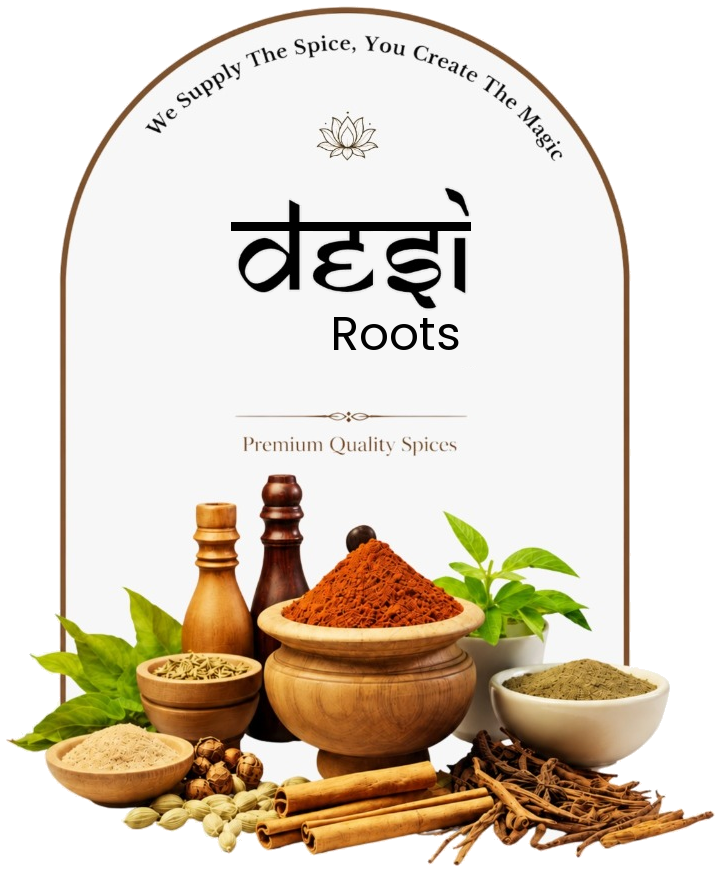 We Supply The Spice, You Create The Magic
desi
Roots
Premium Quality Spices